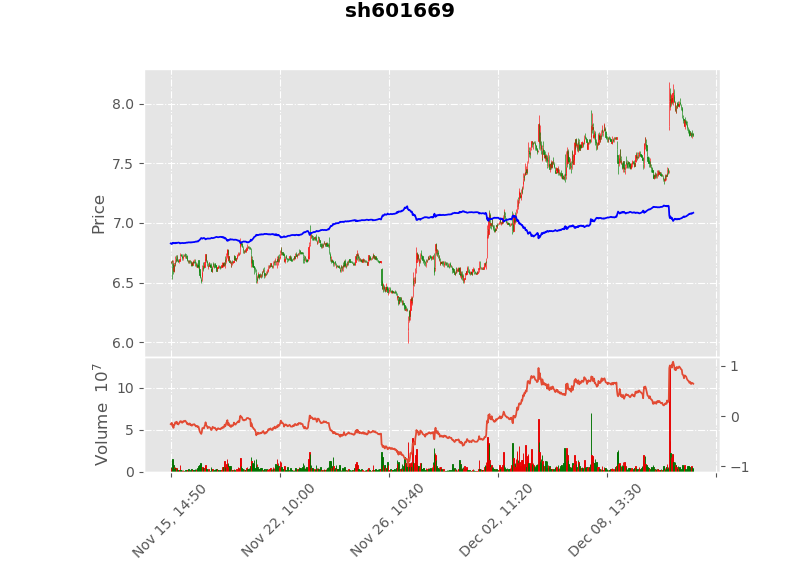 sh601669
Price
8.0
7.5
7.0
6.5
6.0
Volume 10^7
10
5
0
1
0
−1
Nov 15, 14:50
Nov 22, 10:00
Nov 26, 10:40
Dec 02, 11:20
Dec 08, 13:30